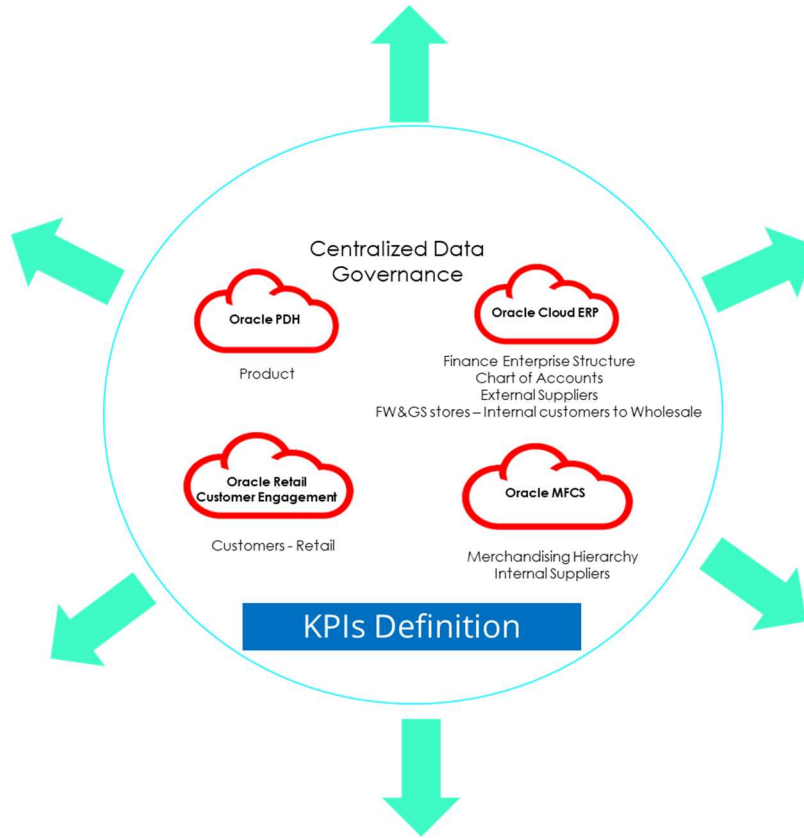 Centralized Data
Governance
Oracle PDH
Product
Oracle Cloud ERP
Finance Enterprise Structure
Chart of Accounts
External Suppliers
FW&GS stores – Internal customers to Wholesale
Oracle Retail
Customer Engagement
Customers - Retail
Oracle MFCS
Merchandising Hierarchy
Internal Suppliers
KPIs Definition